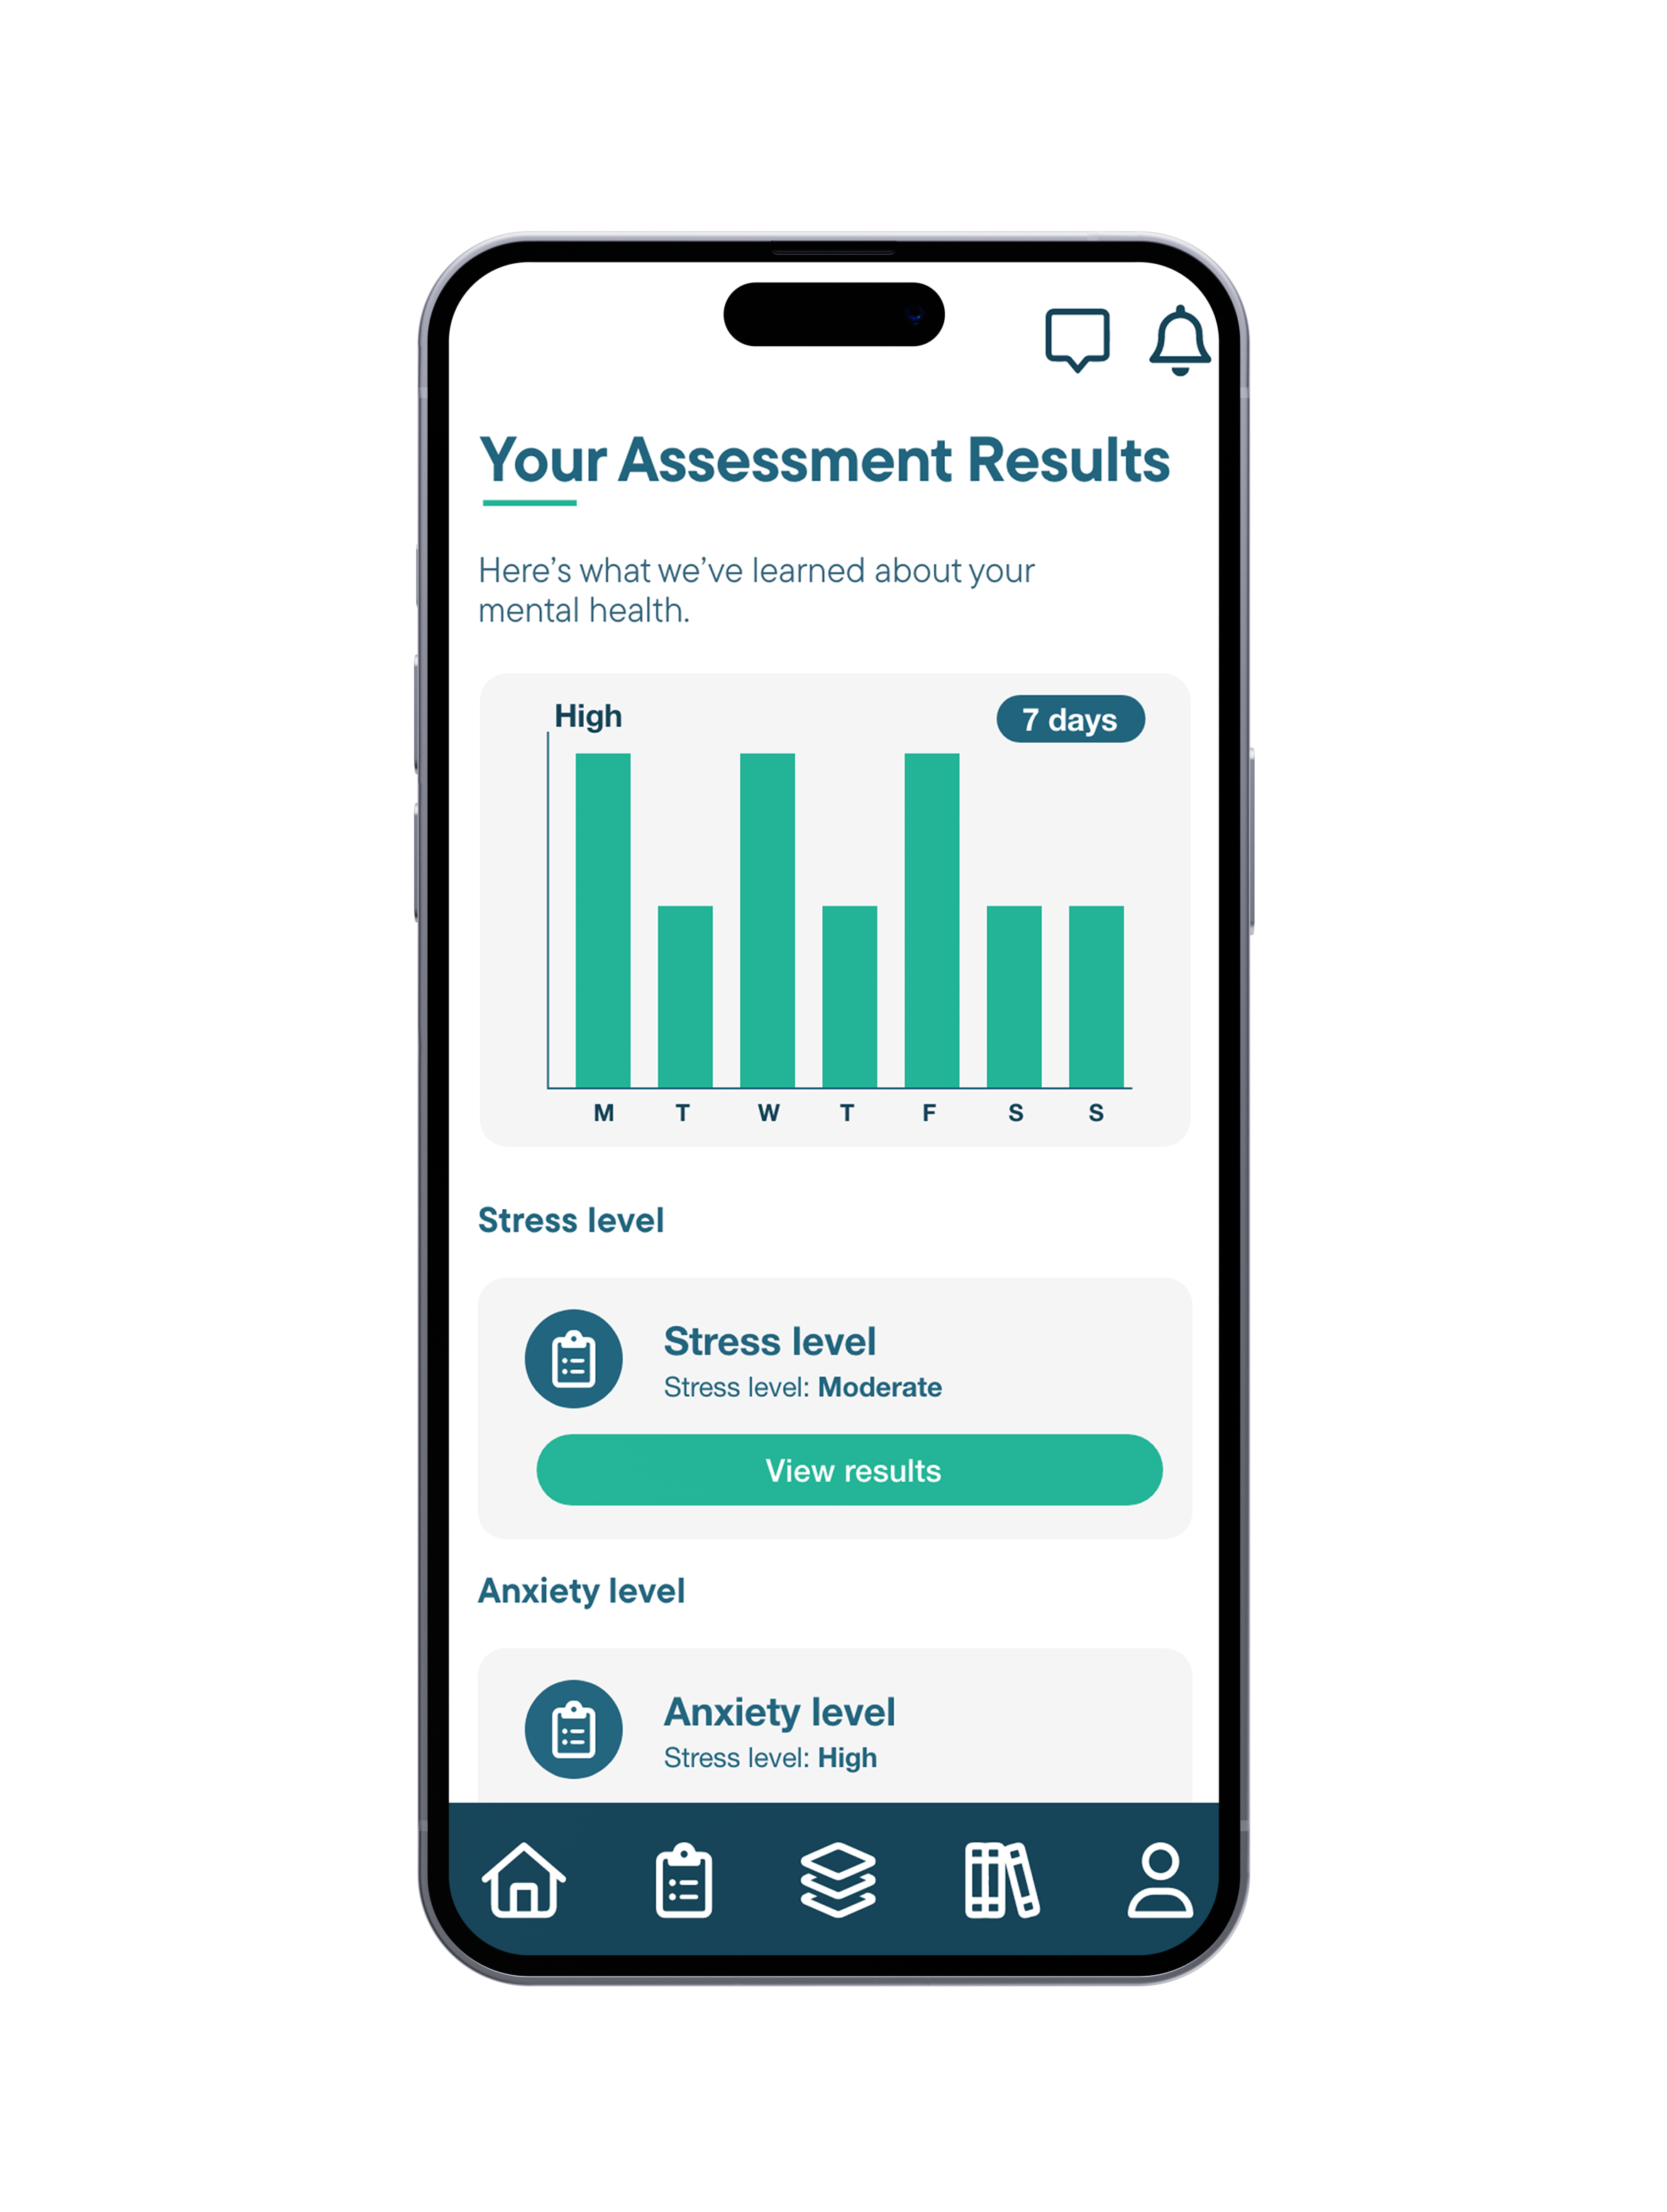 Your Assessment Results
Here’s what we’ve learned about your
mental health.
High
7 days
M T W T F S S
Stress level
Stress level
Stress level: Moderate
View results
Anxiety level
Anxiety level
Stress level: High